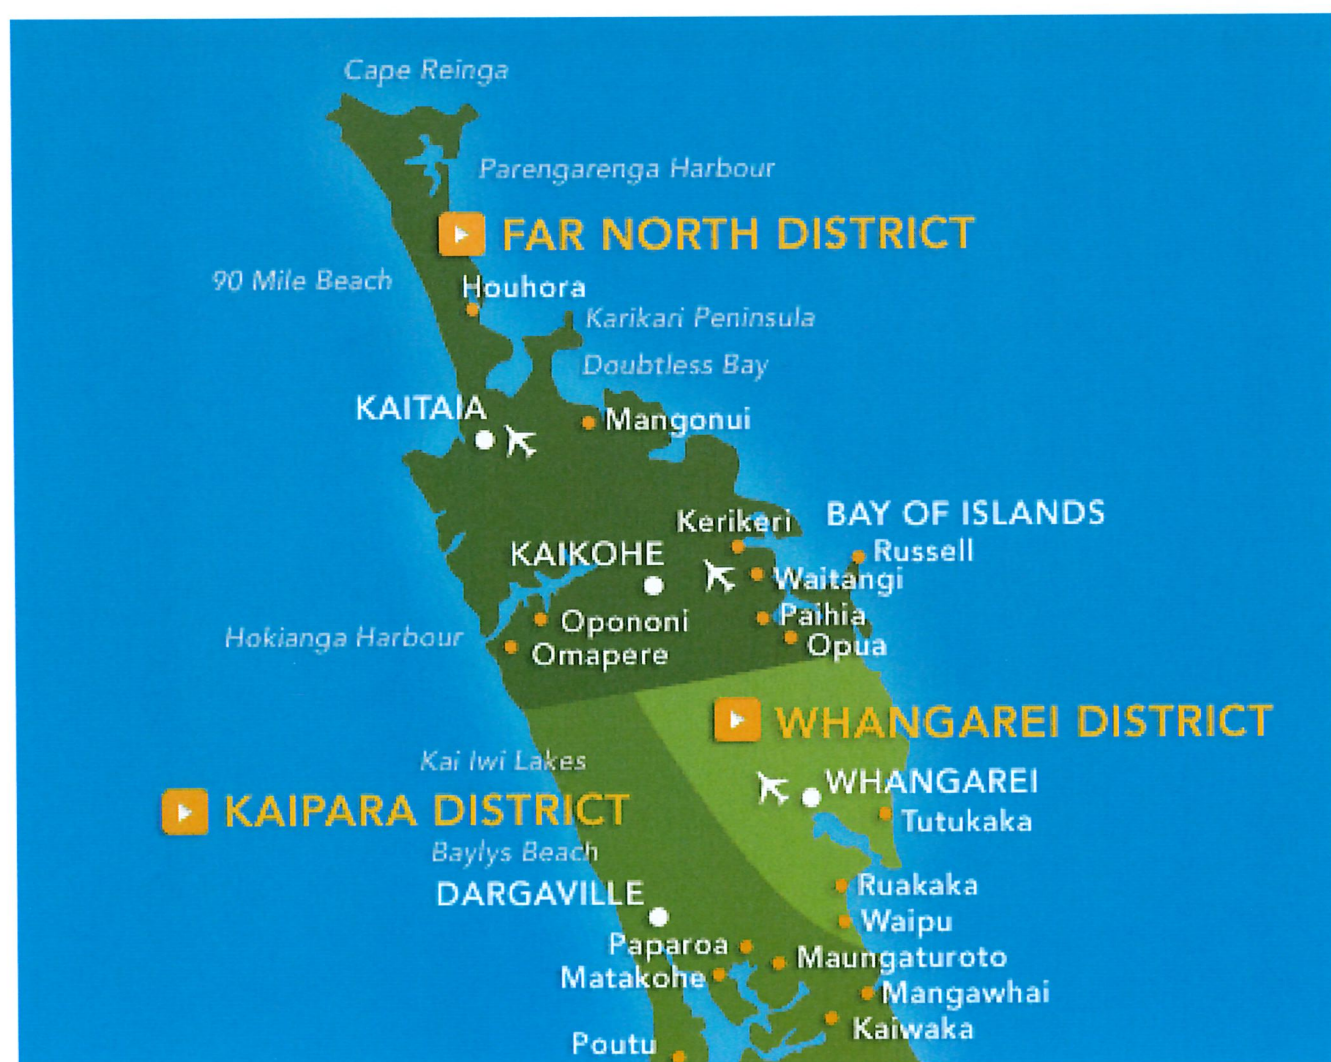 Cape Reinga
Parengarenga Harbour
FAR NORTH DISTRICT
90 Mile Beach
Houhora
Karikari Peninsula
Doubtless Bay
KAITAIA
Mangonui
Kerikeri
BAY OF ISLANDS
KAIKOHE
Russell
Waitangi
Opononi
Paihia
Hokianga Harbour
Omapere
Opua
WHANGAREI DISTRICT
Kai Iwi Lakes
WHANGAREI
KAIPARA DISTRICT
Tutukaka
Baylys Beach
DARGAVILLE
Ruakaka
Waipu
Paparoa
Maungaturoto
Matakohe
Mangawhai
Kaiwaka
Poutu